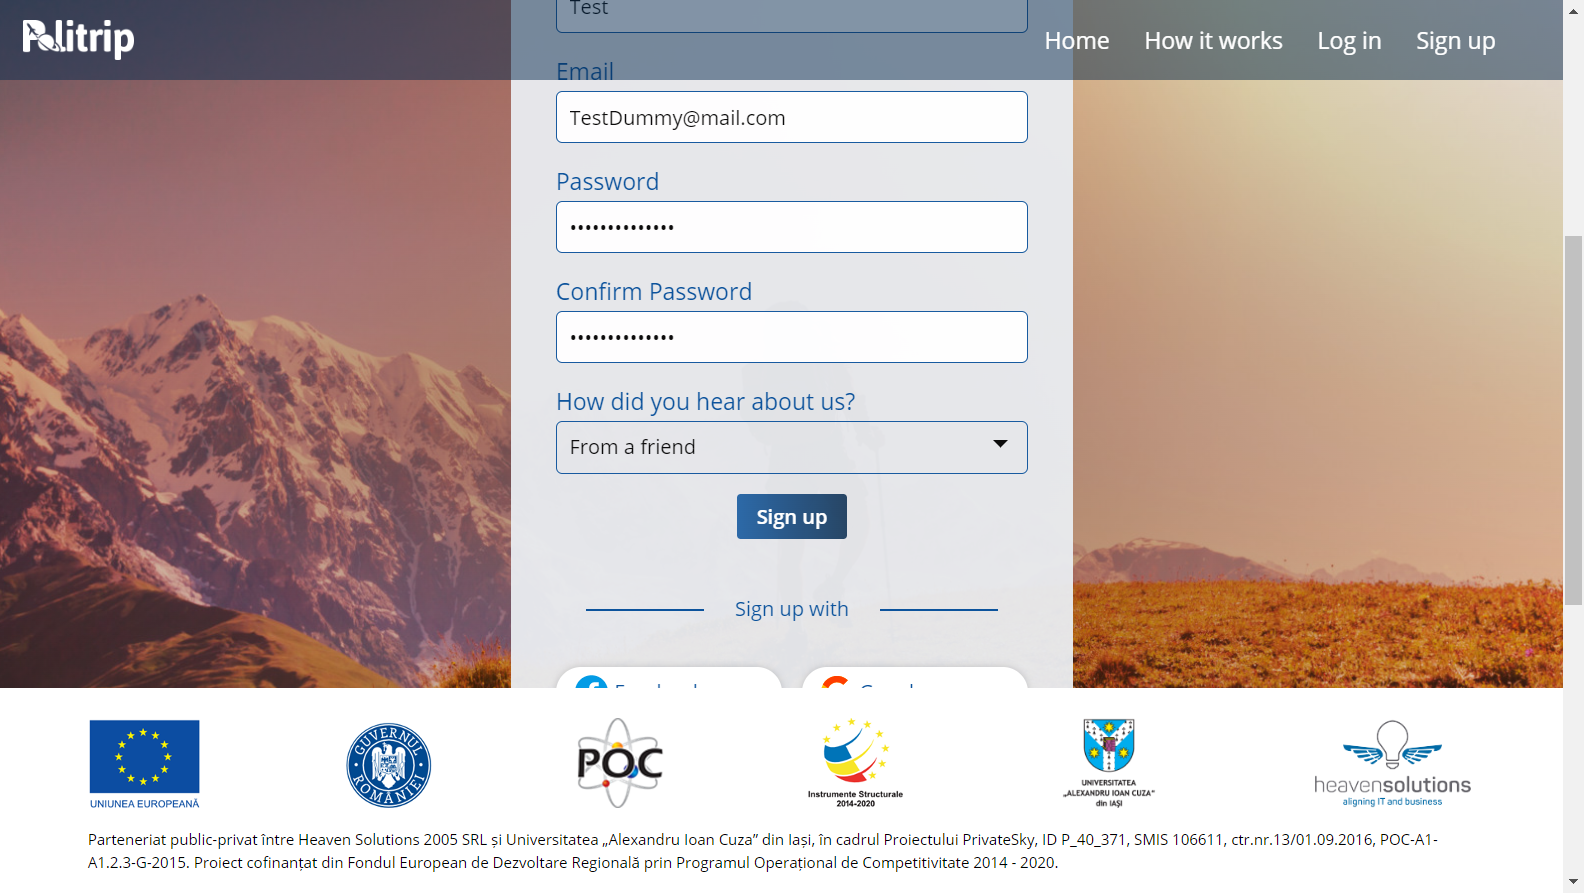 Politrip
Home How it works Log in Sign up
Test
Email
TestDummy@mail.com
Password
••••••••••••••
Confirm Password
••••••••••••••
How did you hear about us?
From a friend
Sign up
Sign up with
UNIUNEA EUROPEANĂ
GUVERNUL ROMÂNIEI
POC
Instrumente Structurale
2014-2020
UNIVERSITATEA
„ALEXANDRU IOAN CUZA”
din IAȘI
heavensolutions
aligning IT and business
Parteneriat public-privat între Heaven Solutions 2005 SRL și Universitatea „Alexandru Ioan Cuza” din Iași, în cadrul Proiectului PrivateSky, ID P_40_371, SMIS 106611, ctr.nr.13/01.09.2016, POC-A1-
A1.2.3-G-2015. Proiect cofinanțat din Fondul European de Dezvoltare Regională prin Programul Operațional de Competitivitate 2014 - 2020.